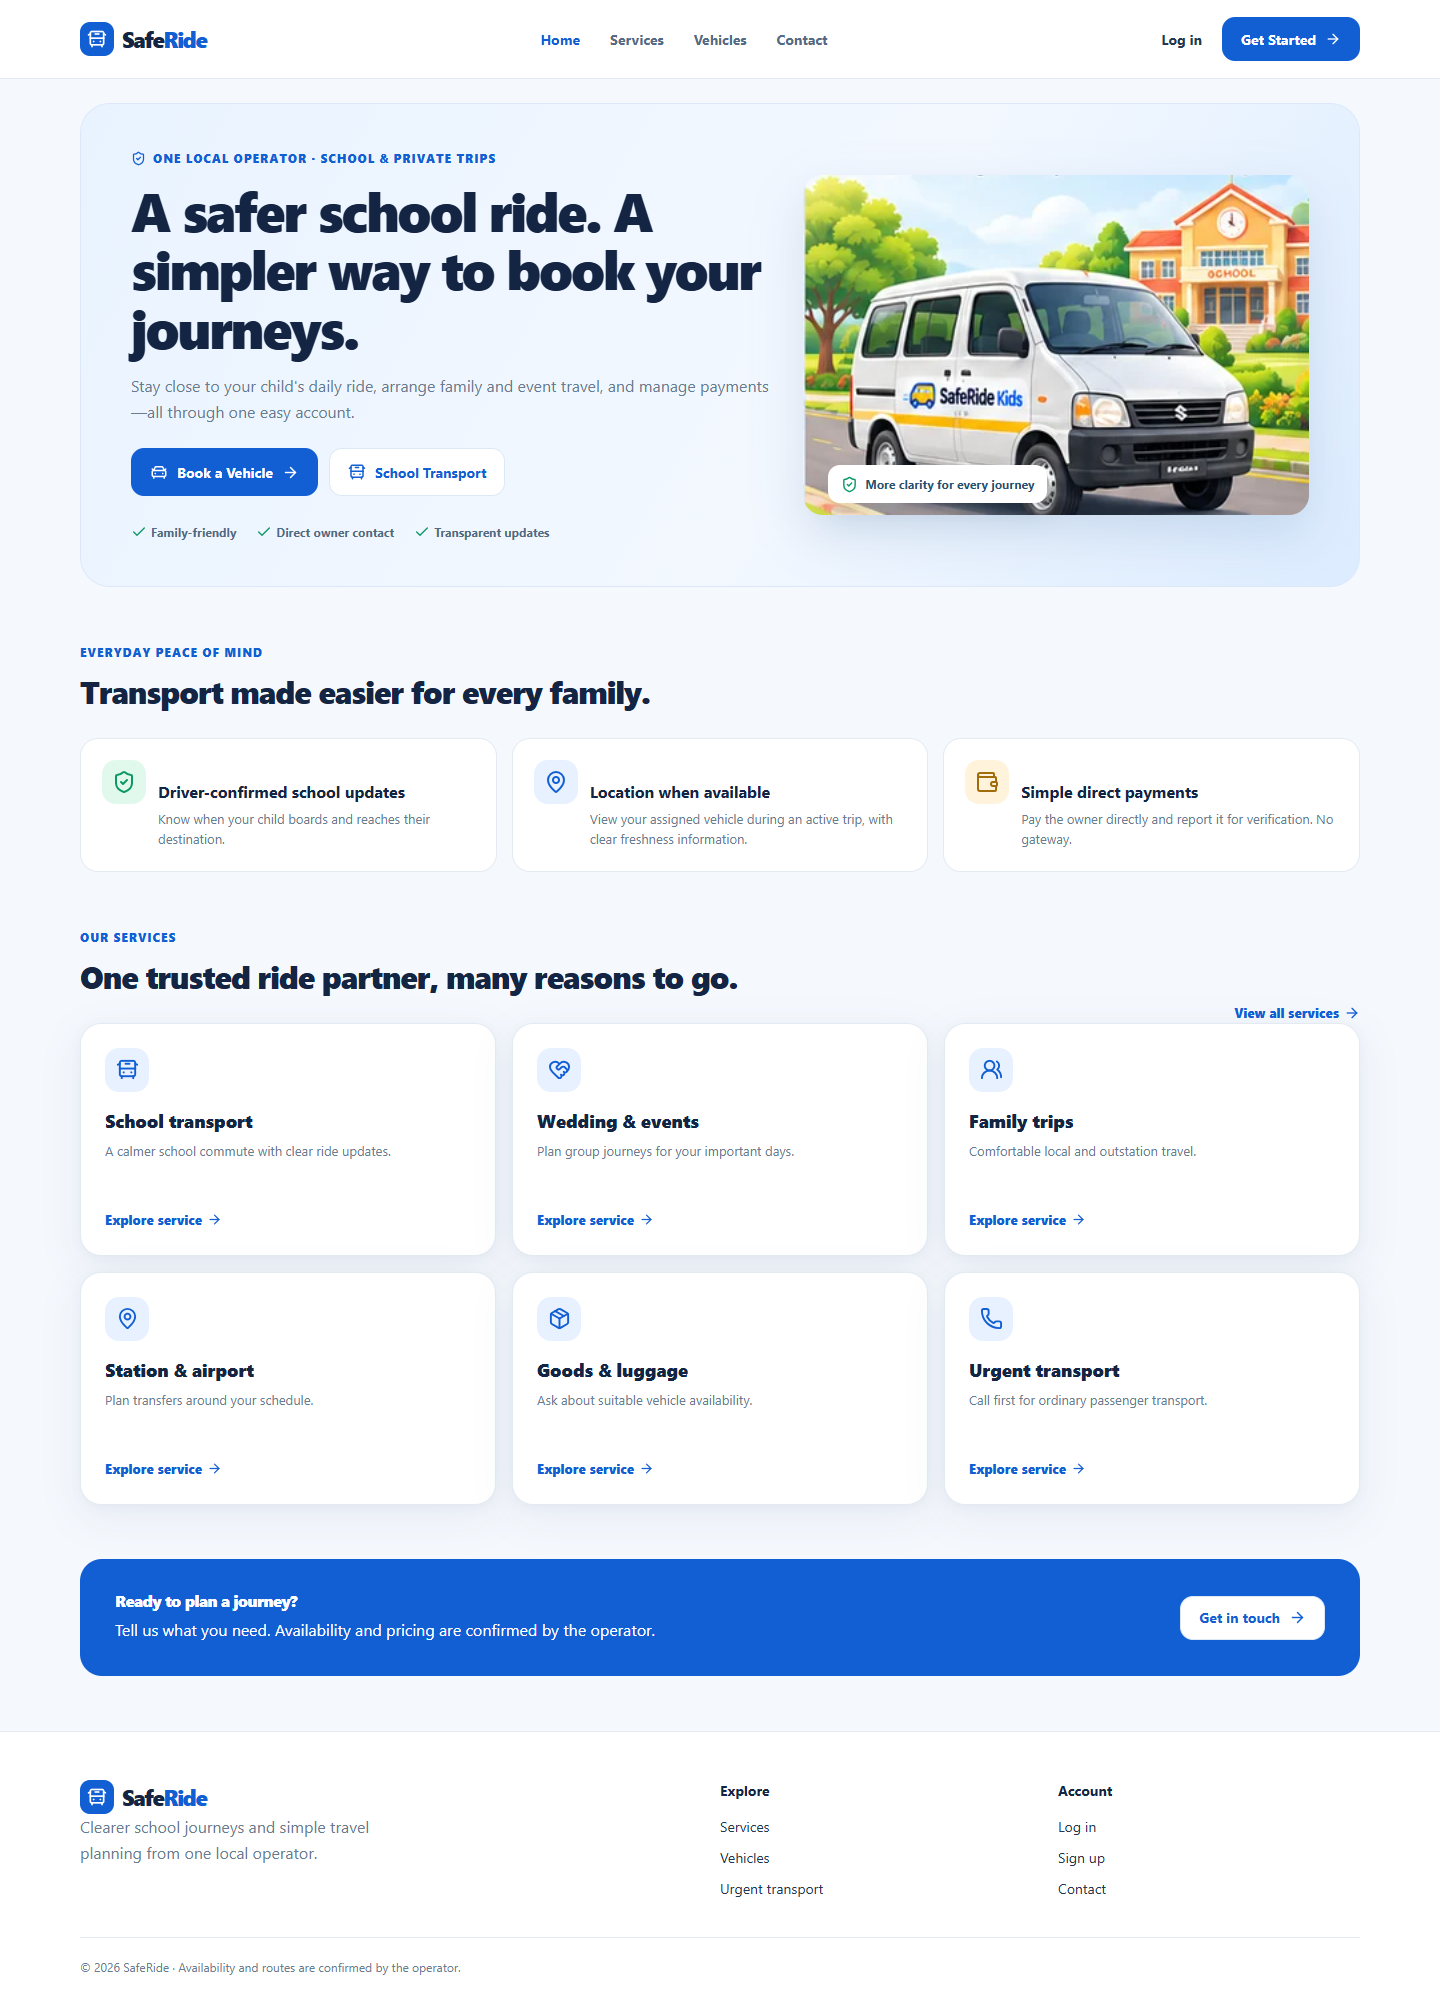 SafeRide
Home
Services
Vehicles
Contact
Log in
Get Started
ONE LOCAL OPERATOR · SCHOOL & PRIVATE TRIPS
A safer school ride. A
simpler way to book your
journeys.
Stay close to your child's daily ride, arrange family and event travel, and manage payments
—all through one easy account.
Book a Vehicle
School Transport
Family-friendly
Direct owner contact
Transparent updates
SCHOOL
SafeRide Kids
More clarity for every journey
EVERYDAY PEACE OF MIND
Transport made easier for every family.
Driver-confirmed school updates
Know when your child boards and reaches their
destination.
Location when available
View your assigned vehicle during an active trip, with
clear freshness information.
Simple direct payments
Pay the owner directly and report it for verification. No
gateway.
OUR SERVICES
One trusted ride partner, many reasons to go.
View all services
School transport
A calmer school commute with clear ride updates.
Explore service
Wedding & events
Plan group journeys for your important days.
Explore service
Family trips
Comfortable local and outstation travel.
Explore service
Station & airport
Plan transfers around your schedule.
Explore service
Goods & luggage
Ask about suitable vehicle availability.
Explore service
Urgent transport
Call first for ordinary passenger transport.
Explore service
Ready to plan a journey?
Tell us what you need. Availability and pricing are confirmed by the operator.
Get in touch
SafeRide
Clearer school journeys and simple travel
planning from one local operator.
Explore
Services
Vehicles
Urgent transport
Account
Log in
Sign up
Contact
© 2026 SafeRide · Availability and routes are confirmed by the operator.